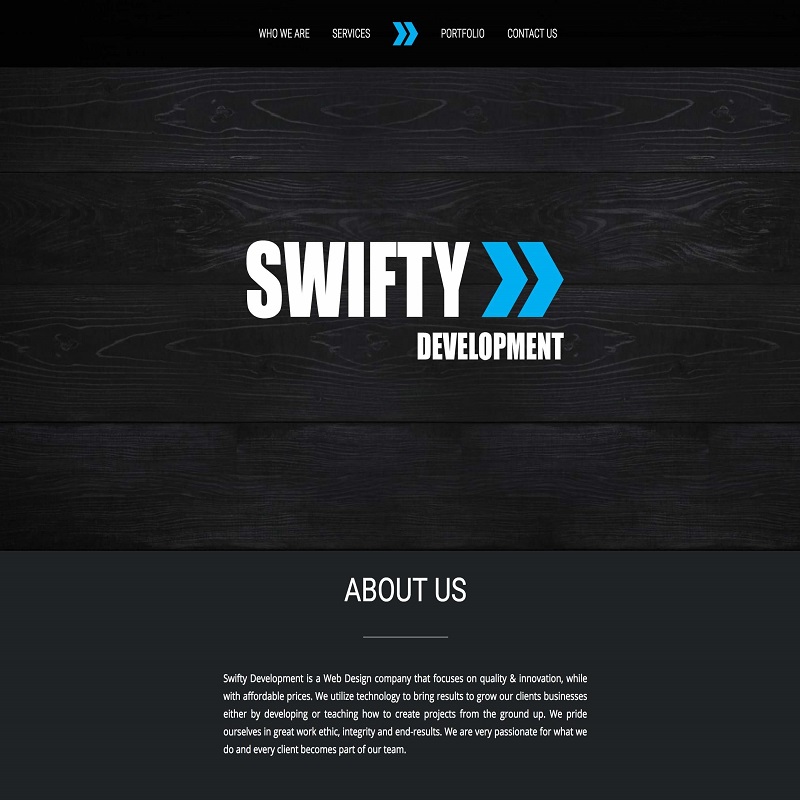 WHO WE ARE SERVICES PORTFOLIO CONTACT US
SWIFTY
DEVELOPMENT
ABOUT US
Swifty Development is a Web Design company that focuses on quality & innovation, while
with affordable prices. We utilize technology to bring results to grow our clients businesses
either by developing or teaching how to create projects from the ground up. We pride
ourselves in great work ethic, integrity and end-results. We are very passionate for what we
do and every client becomes part of our team.